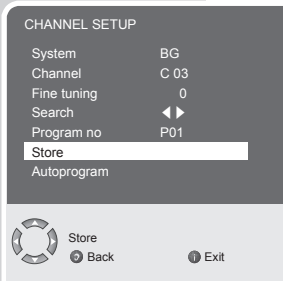 CHANNEL SETUP
System BG
Channel C 03
Fine tuning 0
Search
Program no P01
Store
Autoprogram
Store
Back
i Exit